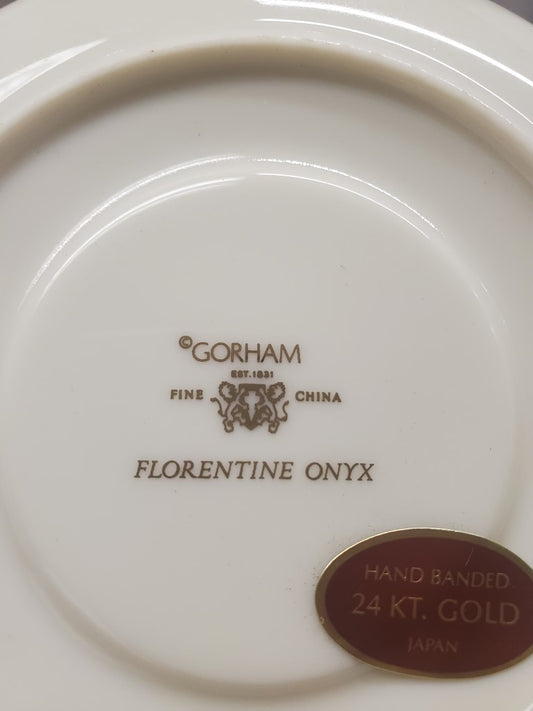 ©GORHAM
EST. 1831
FINE CHINA
FLORENTINE ONYX
HAND BANDED
24 KT. GOLD
JAPAN